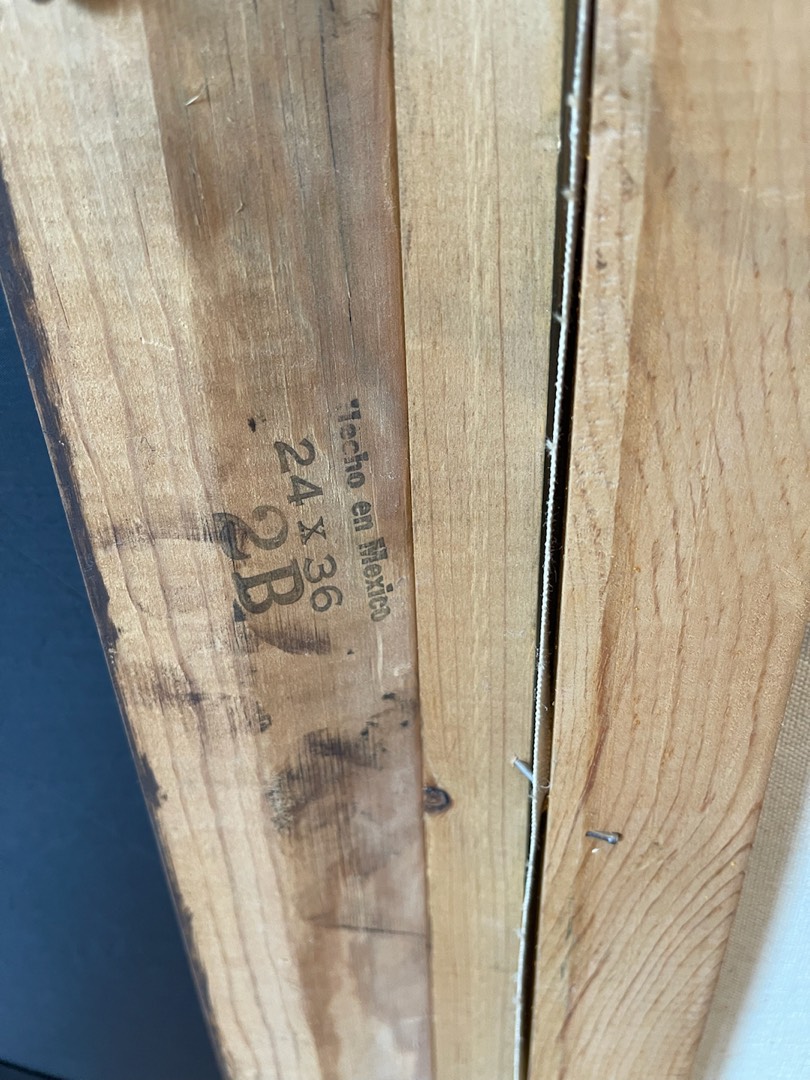 "Hecho en Mexico
24 x 36
2B